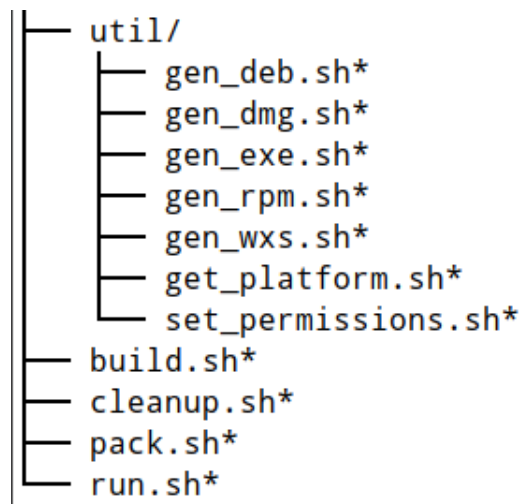 util/
gen_deb.sh*
gen_dmg.sh*
gen_exe.sh*
gen_rpm.sh*
gen_wxs.sh*
get_platform.sh*
set_permissions.sh*
build.sh*
cleanup.sh*
pack.sh*
run.sh*